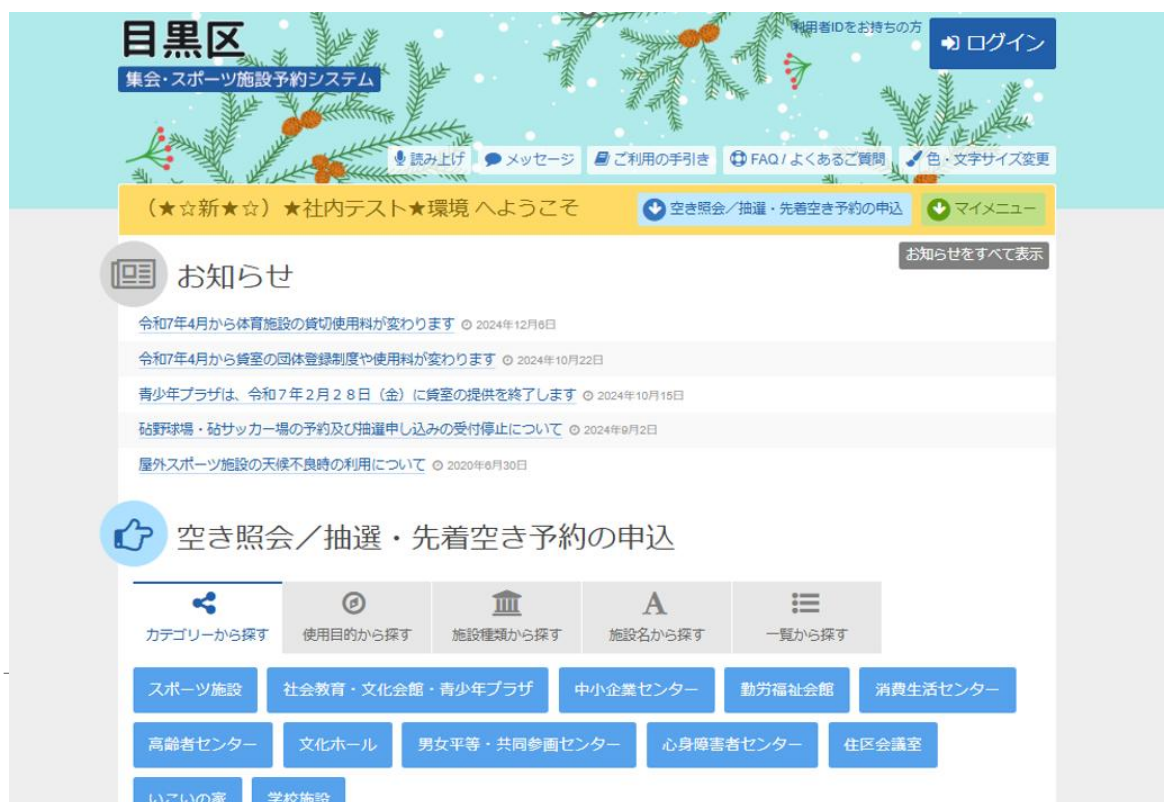 目黒区
集会・スポーツ施設予約システム
利用者IDをお持ちの方
ログイン
読み上げ メッセージ ご利用の手引き FAQ / よくあるご質問 色・文字サイズ変更
（★☆新★☆）★社内テスト★環境 へようこそ 空き照会／抽選・先着空き予約の申込 マイメニュー
お知らせをすべて表示
お知らせ
令和7年4月から体育施設の貸切使用料が変わります 2024年12月6日
令和7年4月から貸室の団体登録制度や使用料が変わります 2024年10月22日
青少年プラザは、令和７年２月２８日（金）に貸室の提供を終了します 2024年10月15日
砧野球場・砧サッカー場の予約及び抽選申し込みの受付停止について 2024年9月2日
屋外スポーツ施設の天候不良時の利用について 2020年6月30日
空き照会／抽選・先着空き予約の申込
カテゴリーから探す 使用目的から探す 施設種類から探す 施設名から探す 一覧から探す
スポーツ施設 社会教育・文化会館・青少年プラザ 中小企業センター 勤労福祉会館 消費生活センター
高齢者センター 文化ホール 男女平等・共同参画センター 心身障害者センター 住区会議室
いこいの家 学校施設